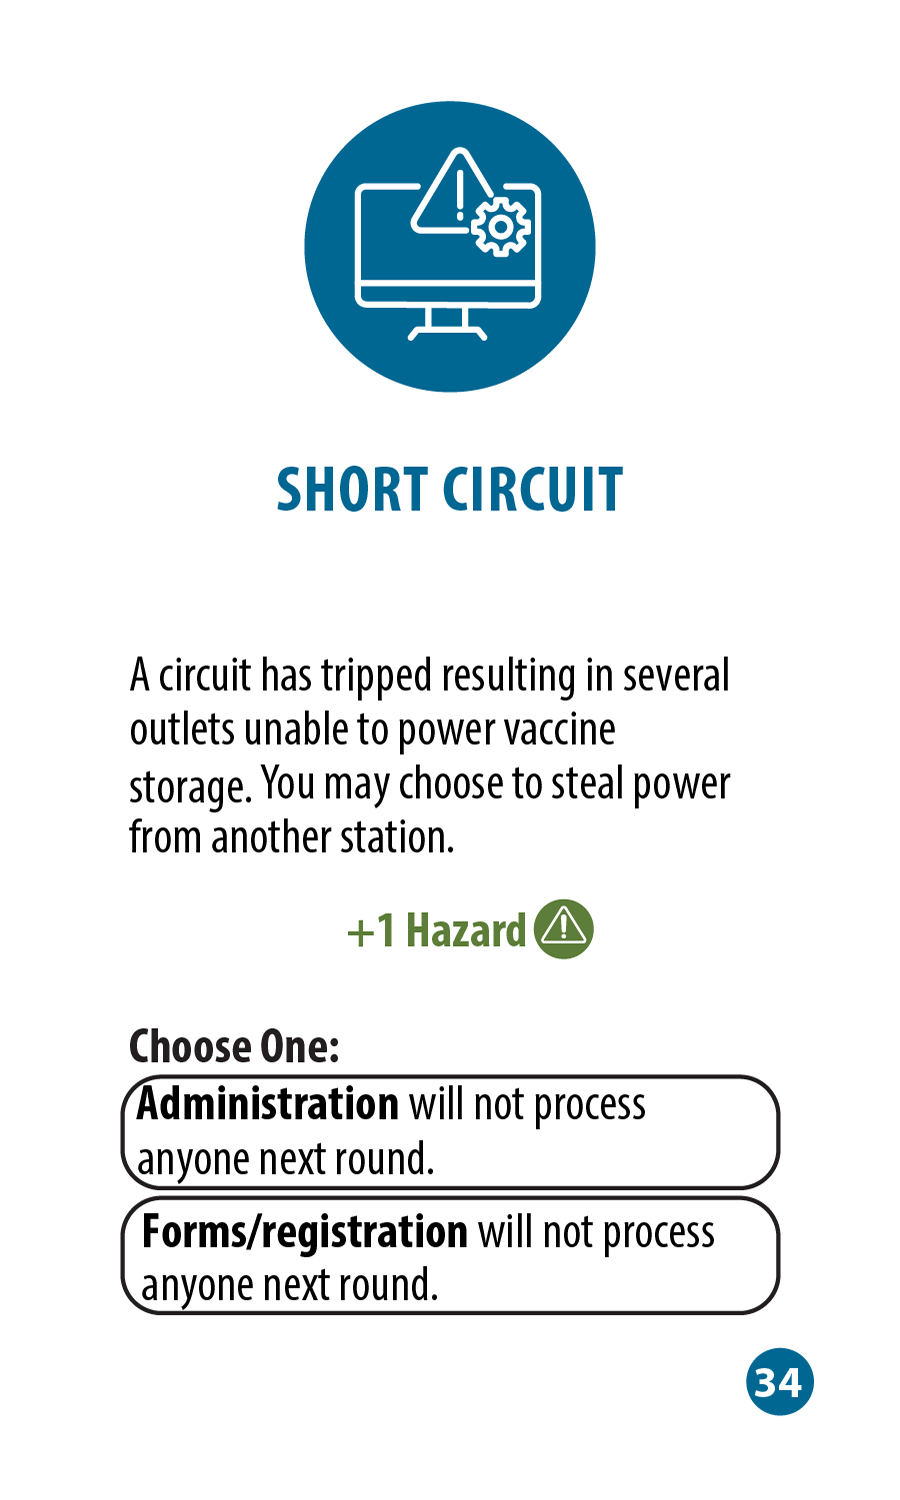 SHORT CIRCUIT
A circuit has tripped resulting in several
outlets unable to power vaccine
storage. You may choose to steal power
from another station.
+1 Hazard
Choose One:
Administration will not process
anyone next round.
Forms/registration will not process
anyone next round.
34